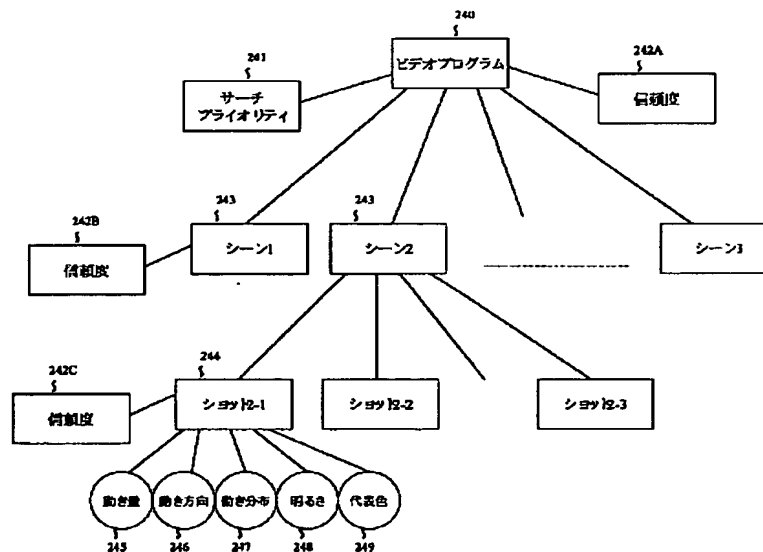 240
ビデオプログラム
241
サーチ
プライオリティ
242A
信頼度
243
シーン1
243
シーン2
シーン3
242B
信頼度
244
ショット2-1
ショット2-2
ショット2-3
242C
信頼度
動き量
動き方向
動き分布
明るさ
代表色
245
246
247
248
249